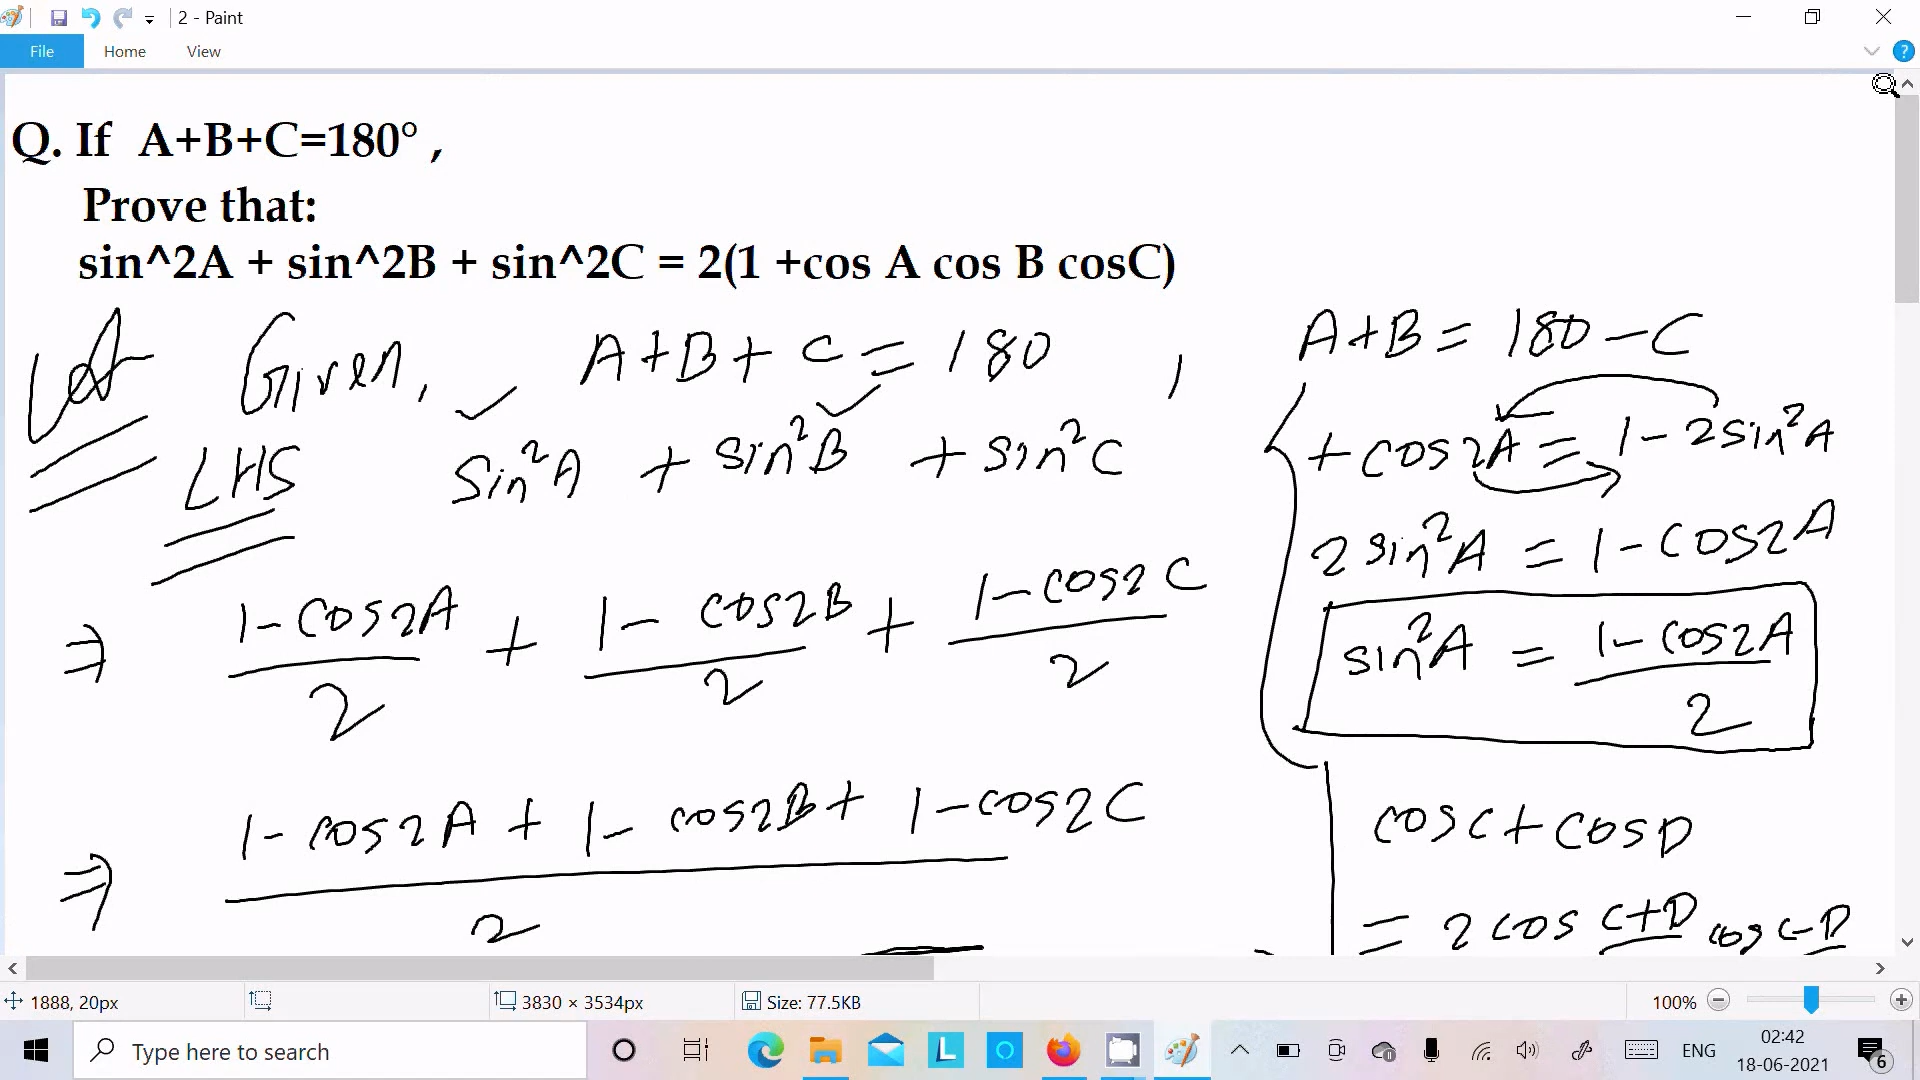 2 - Paint
File Home View
Q. If A+B+C=180° ,
Prove that:
sin^2A + sin^2B + sin^2C = 2(1 +cos A cos B cosC)
Given, A+B+C=180 ,
LHS sin²A + sin²B + sin²C
⇒ 1-cos2A/2 + 1-cos2B/2 + 1-cos2C/2
⇒ 1-cos2A + 1-cos2B + 1-cos2C
2
A+B = 180-C
+cos2A = 1-2sin²A
2sin²A = 1-cos2A
sin²A = 1-cos2A/2
cosC+cosD
= 2 cos C+D cos C-D
1888, 20px 3830 × 3534px Size: 77.5KB 100%
Type here to search
L
ENG
02:42
18-06-2021
6